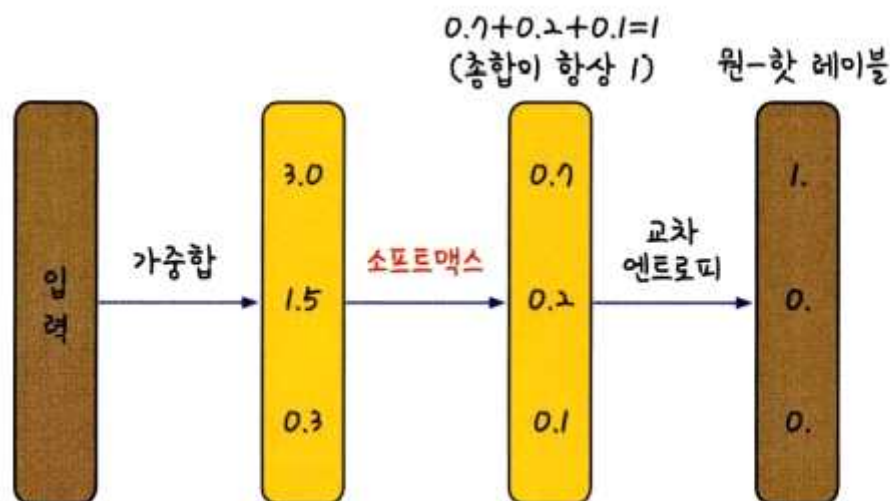 0.7+0.2+0.1=1
(총합이 항상 1)
원-핫 레이블
입력
가중합
3.0
1.5
0.3
소프트맥스
0.7
0.2
0.1
교차
엔트로피
1.
0.
0.